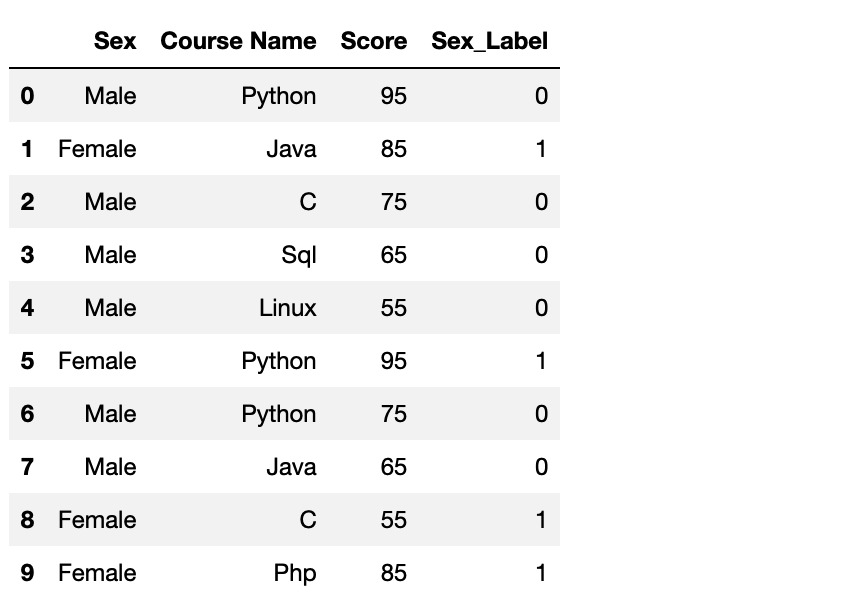 Sex Course Name Score Sex_Label
0 Male Python 95 0
1 Female Java 85 1
2 Male C 75 0
3 Male Sql 65 0
4 Male Linux 55 0
5 Female Python 95 1
6 Male Python 75 0
7 Male Java 65 0
8 Female C 55 1
9 Female Php 85 1